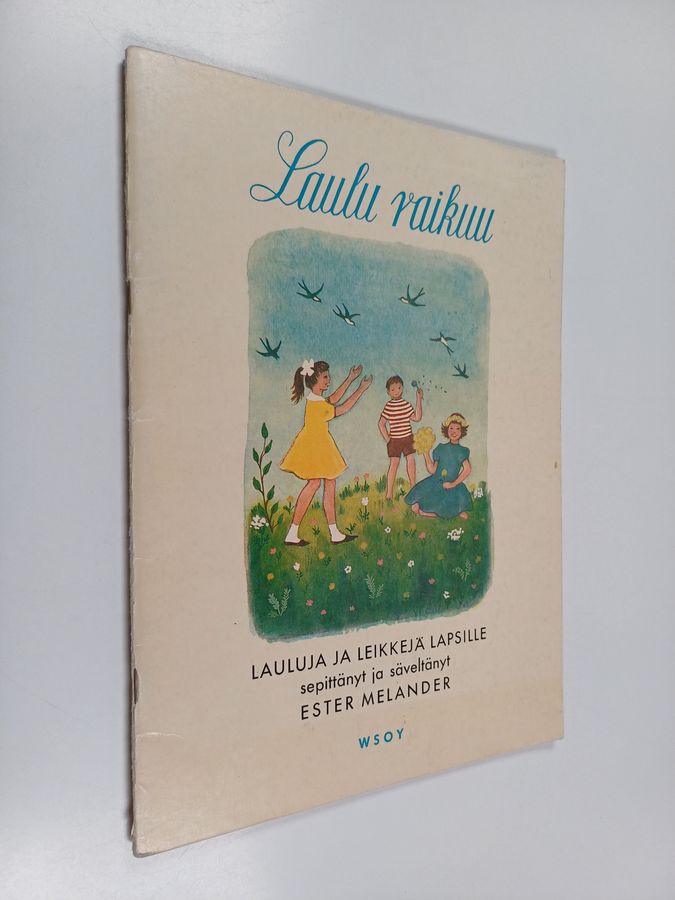 Laulu raikuu
LAULUJA JA LEIKKEJÄ LAPSILLE
sepittänyt ja säveltänyt
ESTER MELANDER
WSOY